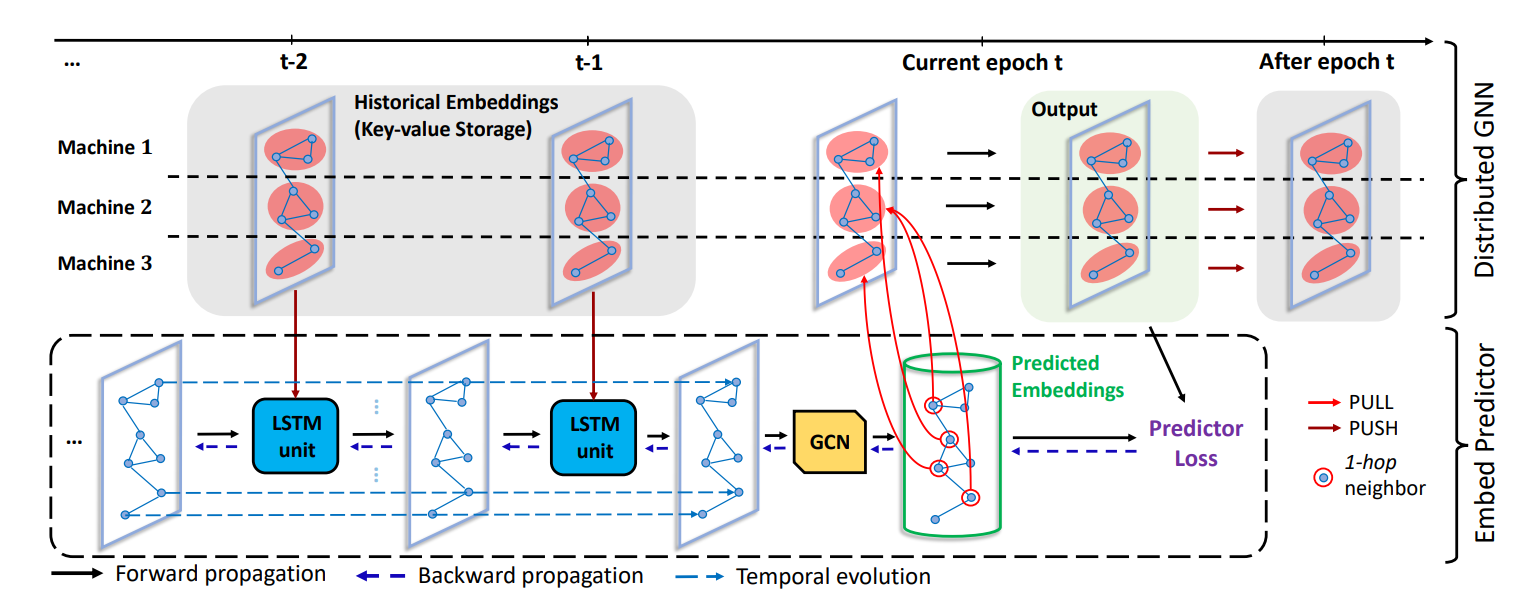 ... t-2 t-1 Current epoch t After epoch t
Historical Embeddings
(Key-value Storage)
Output
Machine 1
Machine 2
Machine 3
Distributed GNN
Predicted
Embeddings
...
LSTM
unit
LSTM
unit
GCN
Predictor
Loss
PULL
PUSH
1-hop
neighbor
Embed Predictor
Forward propagation Backward propagation Temporal evolution